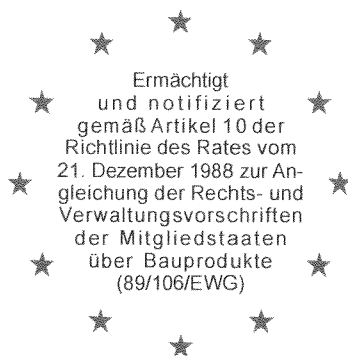 Ermächtigt
und notifiziert
gemäß Artikel 10 der
Richtlinie des Rates vom
21. Dezember 1988 zur An-
gleichung der Rechts- und
Verwaltungsvorschriften
der Mitgliedstaaten
über Bauprodukte
(89/106/EWG)